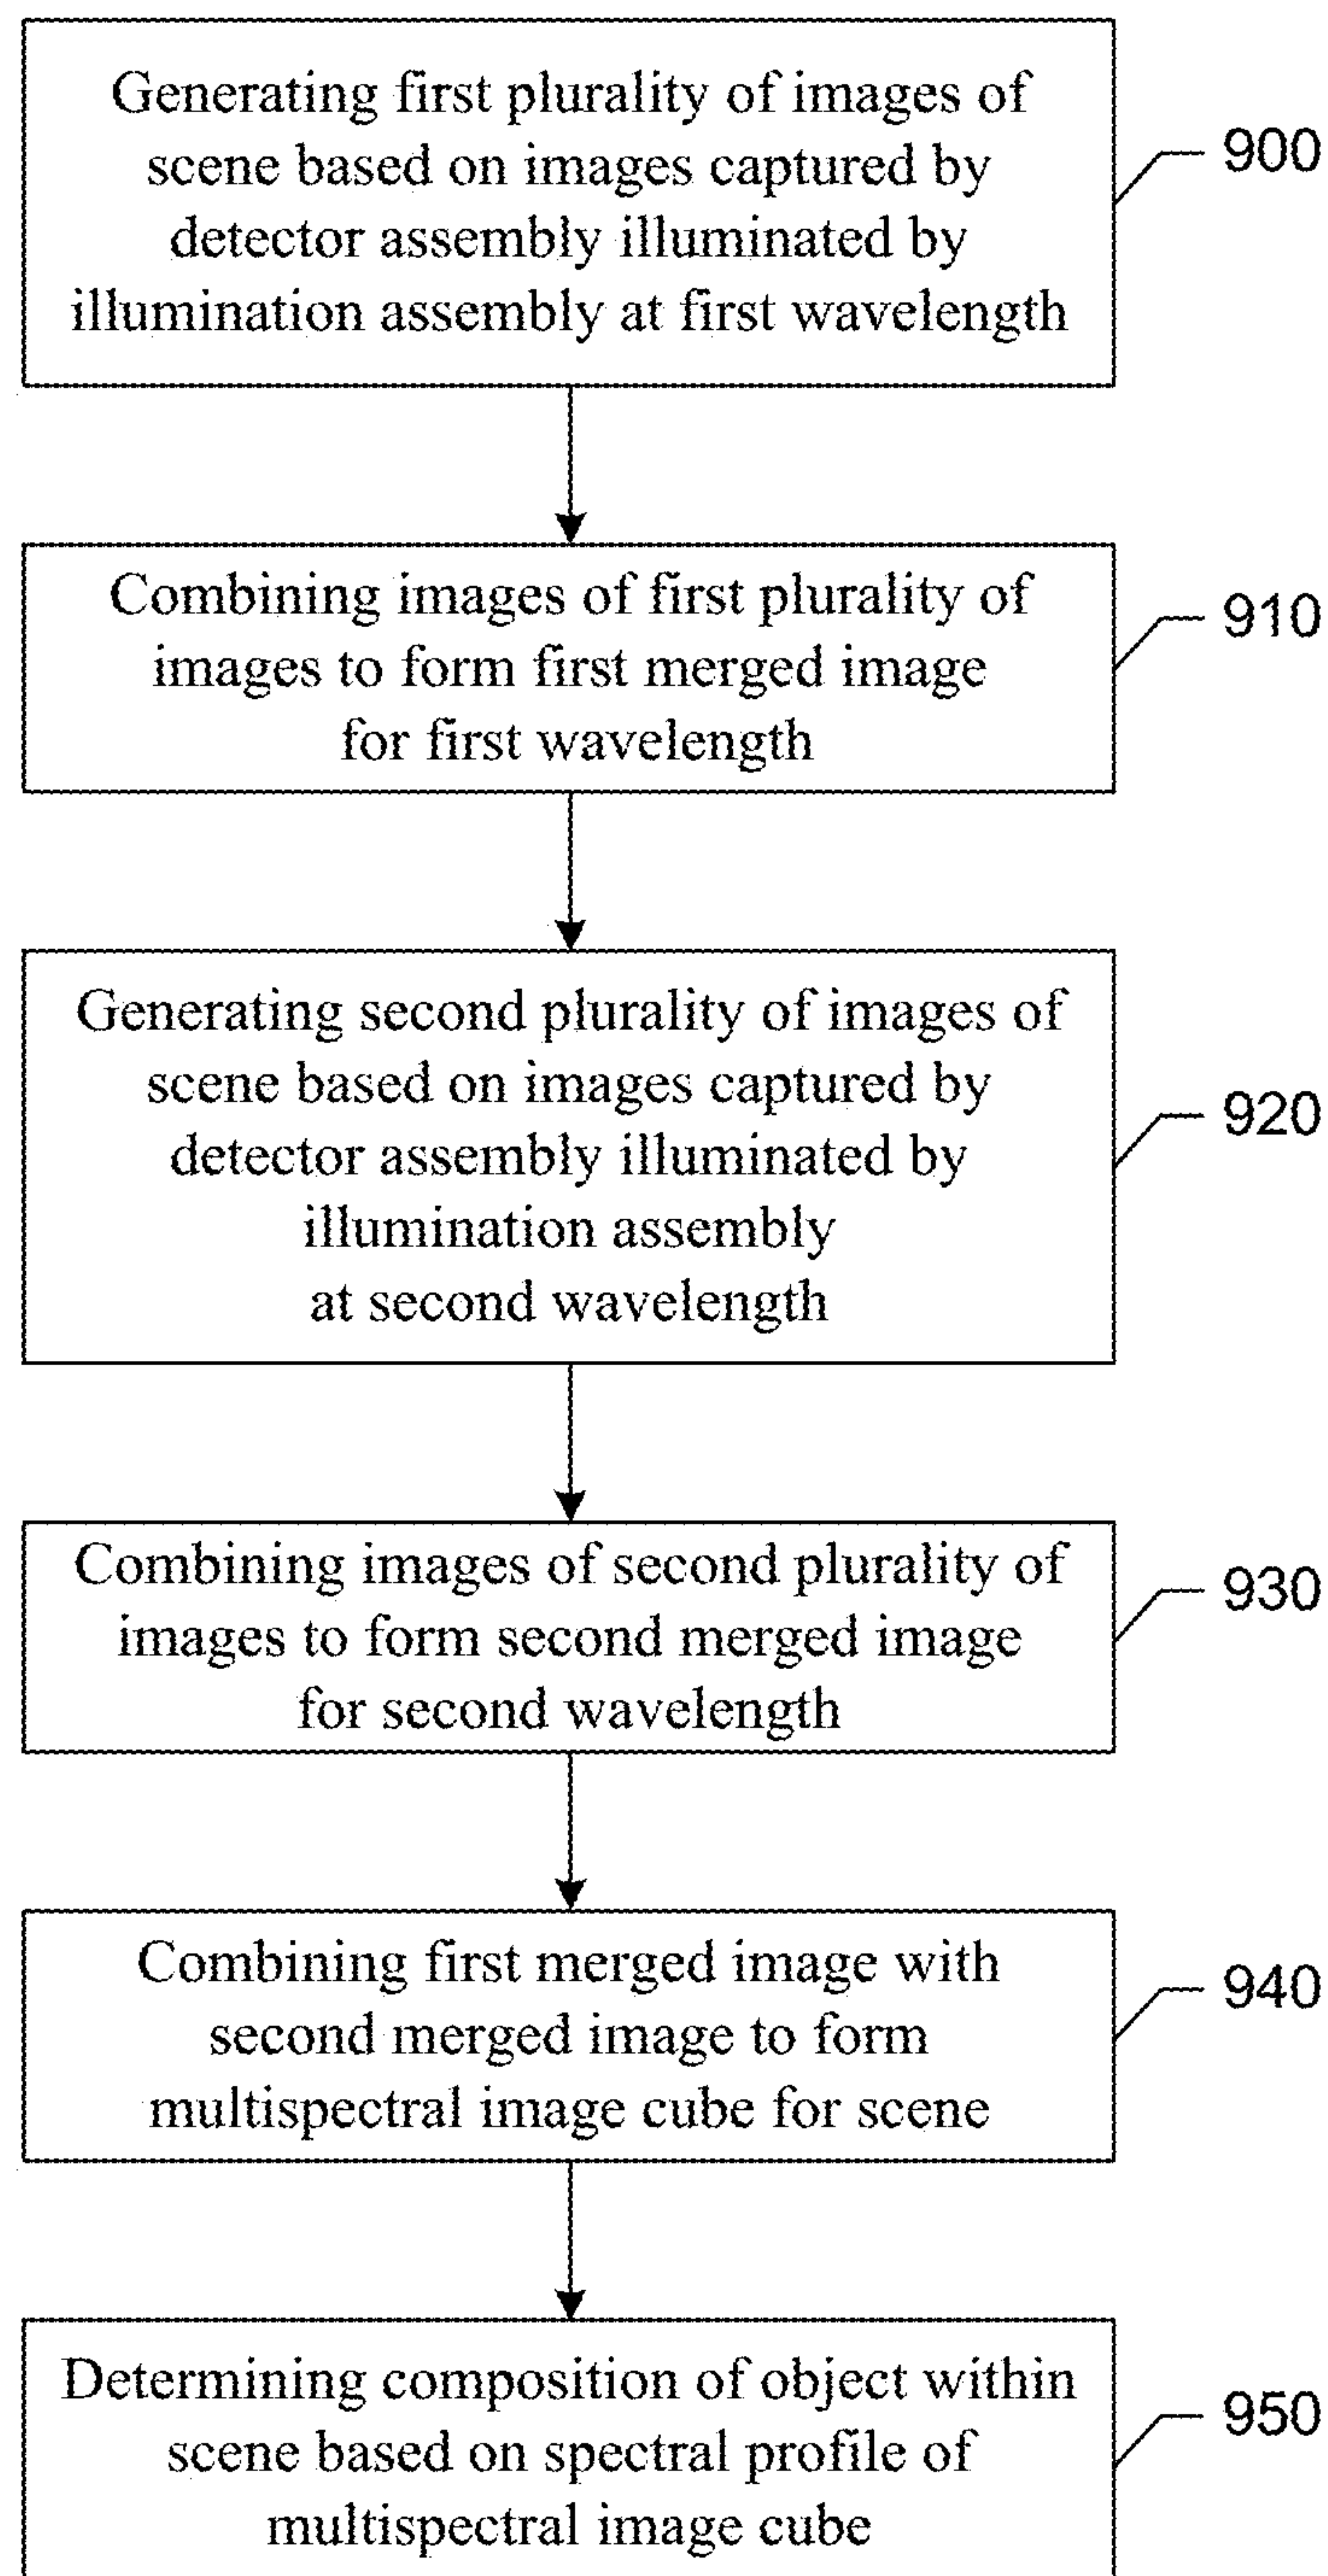 Generating first plurality of images of
scene based on images captured by
detector assembly illuminated by
illumination assembly at first wavelength
900
Combining images of first plurality of
images to form first merged image
for first wavelength
910
Generating second plurality of images of
scene based on images captured by
detector assembly illuminated by
illumination assembly
at second wavelength
920
Combining images of second plurality of
images to form second merged image
for second wavelength
930
Combining first merged image with
second merged image to form
multispectral image cube for scene
940
Determining composition of object within
scene based on spectral profile of
multispectral image cube
950